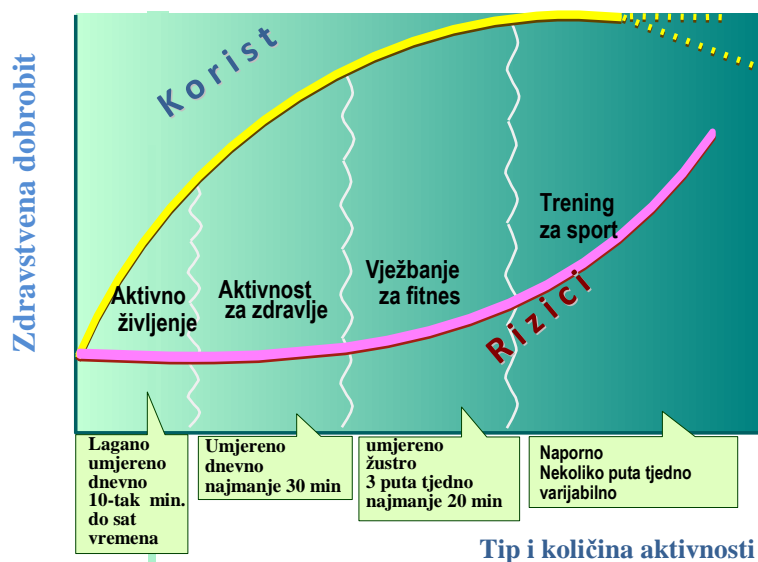 Zdravstvena dobrobit
Korist
Aktivno
življenje
Aktivnost
za zdravlje
Vježbanje
za fitnes
Trening
za sport
Rizici
Lagano
umjereno
dnevno
10-tak min.
do sat
vremena
Umjereno
dnevno
najmanje 30 min
umjereno
žustro
3 puta tjedno
najmanje 20 min
Naporno
Nekoliko puta tjedno
varijabilno
Tip i količina aktivnosti